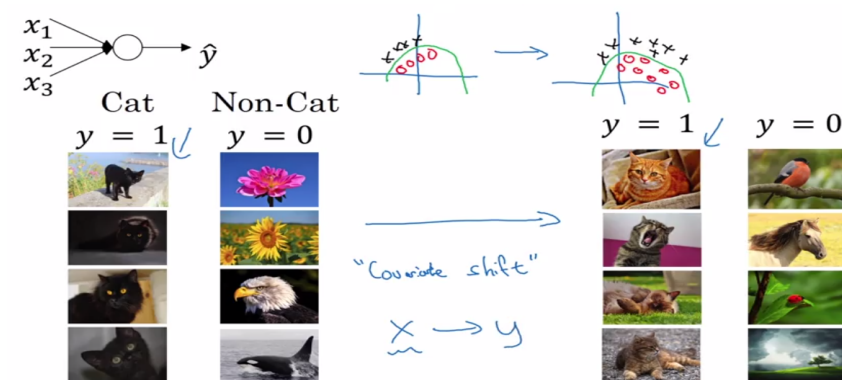 x₁
x₂
x₃
ŷ
Cat Non-Cat
y = 1 y = 0
y = 1 y = 0
"Covariate shift"
X → y